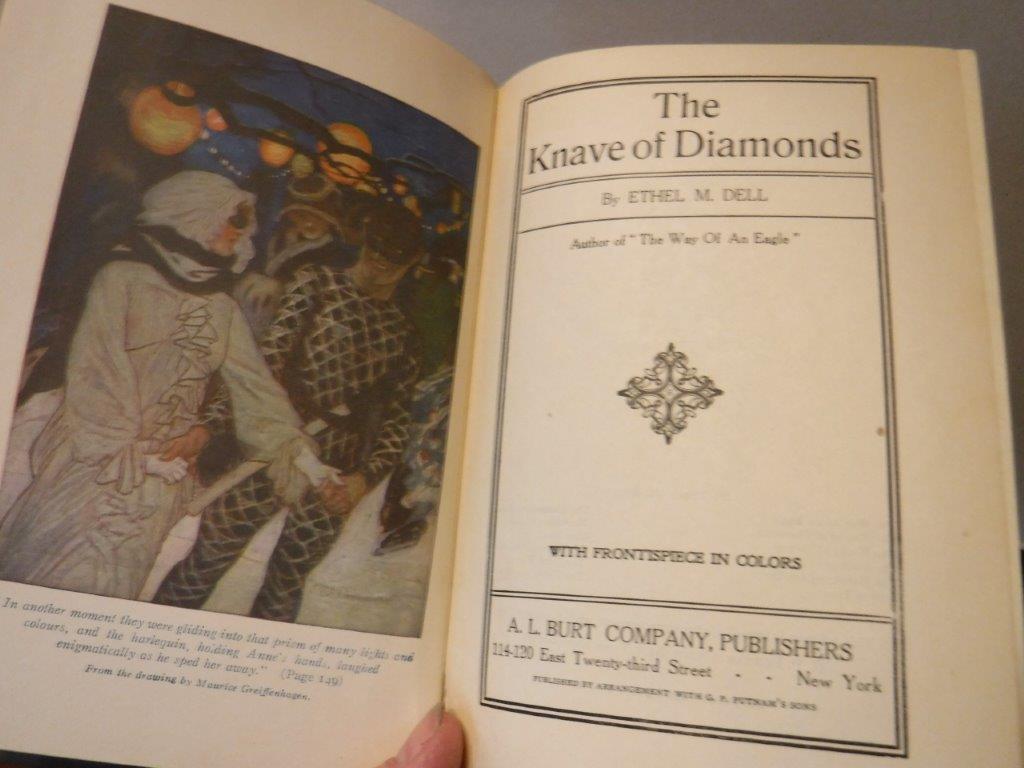 In another moment they were gliding into that prism of many lights and
colours, and the harlequin, holding Anne's hands, laughed
enigmatically as he sped her away." (Page 149)
From the drawing by Maurice Greiffenhagen.
The
Knave of Diamonds
By ETHEL M. DELL
Author of "The Way Of An Eagle"
WITH FRONTISPIECE IN COLORS
A. L. BURT COMPANY, PUBLISHERS
114-120 East Twenty-third Street - - New York
PUBLISHED BY ARRANGEMENT WITH G. P. PUTNAM'S SONS